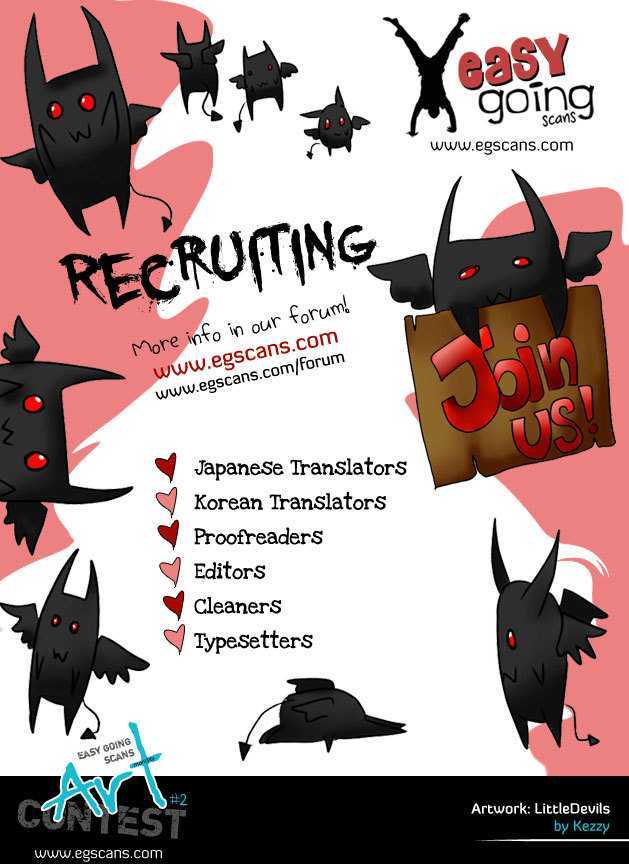 easy
going
scans
www.egscans.com
RECRUITING
More info in our forum!
www.egscans.com
www.egscans.com/forum
Join
us!
Japanese Translators
Korean Translators
Proofreaders
Editors
Cleaners
Typesetters
EASY GOING
SCANS
monthly
Art
#2
CONTEST
www.egscans.com
Artwork: LittleDevils
by Kezzy